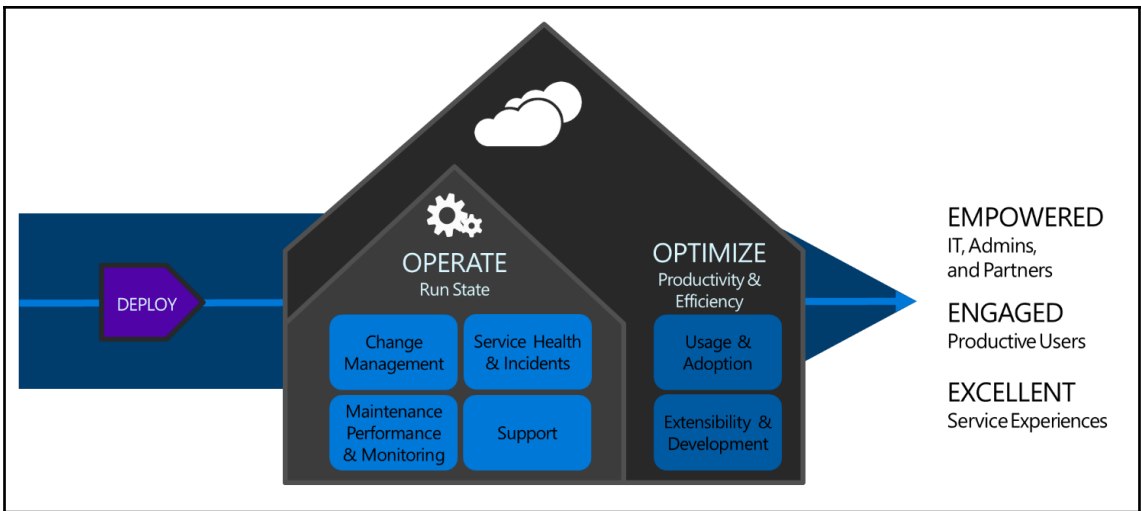 DEPLOY
OPERATE
Run State
Change
Management
Service Health
& Incidents
Maintenance
Performance
& Monitoring
Support
OPTIMIZE
Productivity &
Efficiency
Usage &
Adoption
Extensibility &
Development
EMPOWERED
IT, Admins,
and Partners
ENGAGED
Productive Users
EXCELLENT
Service Experiences